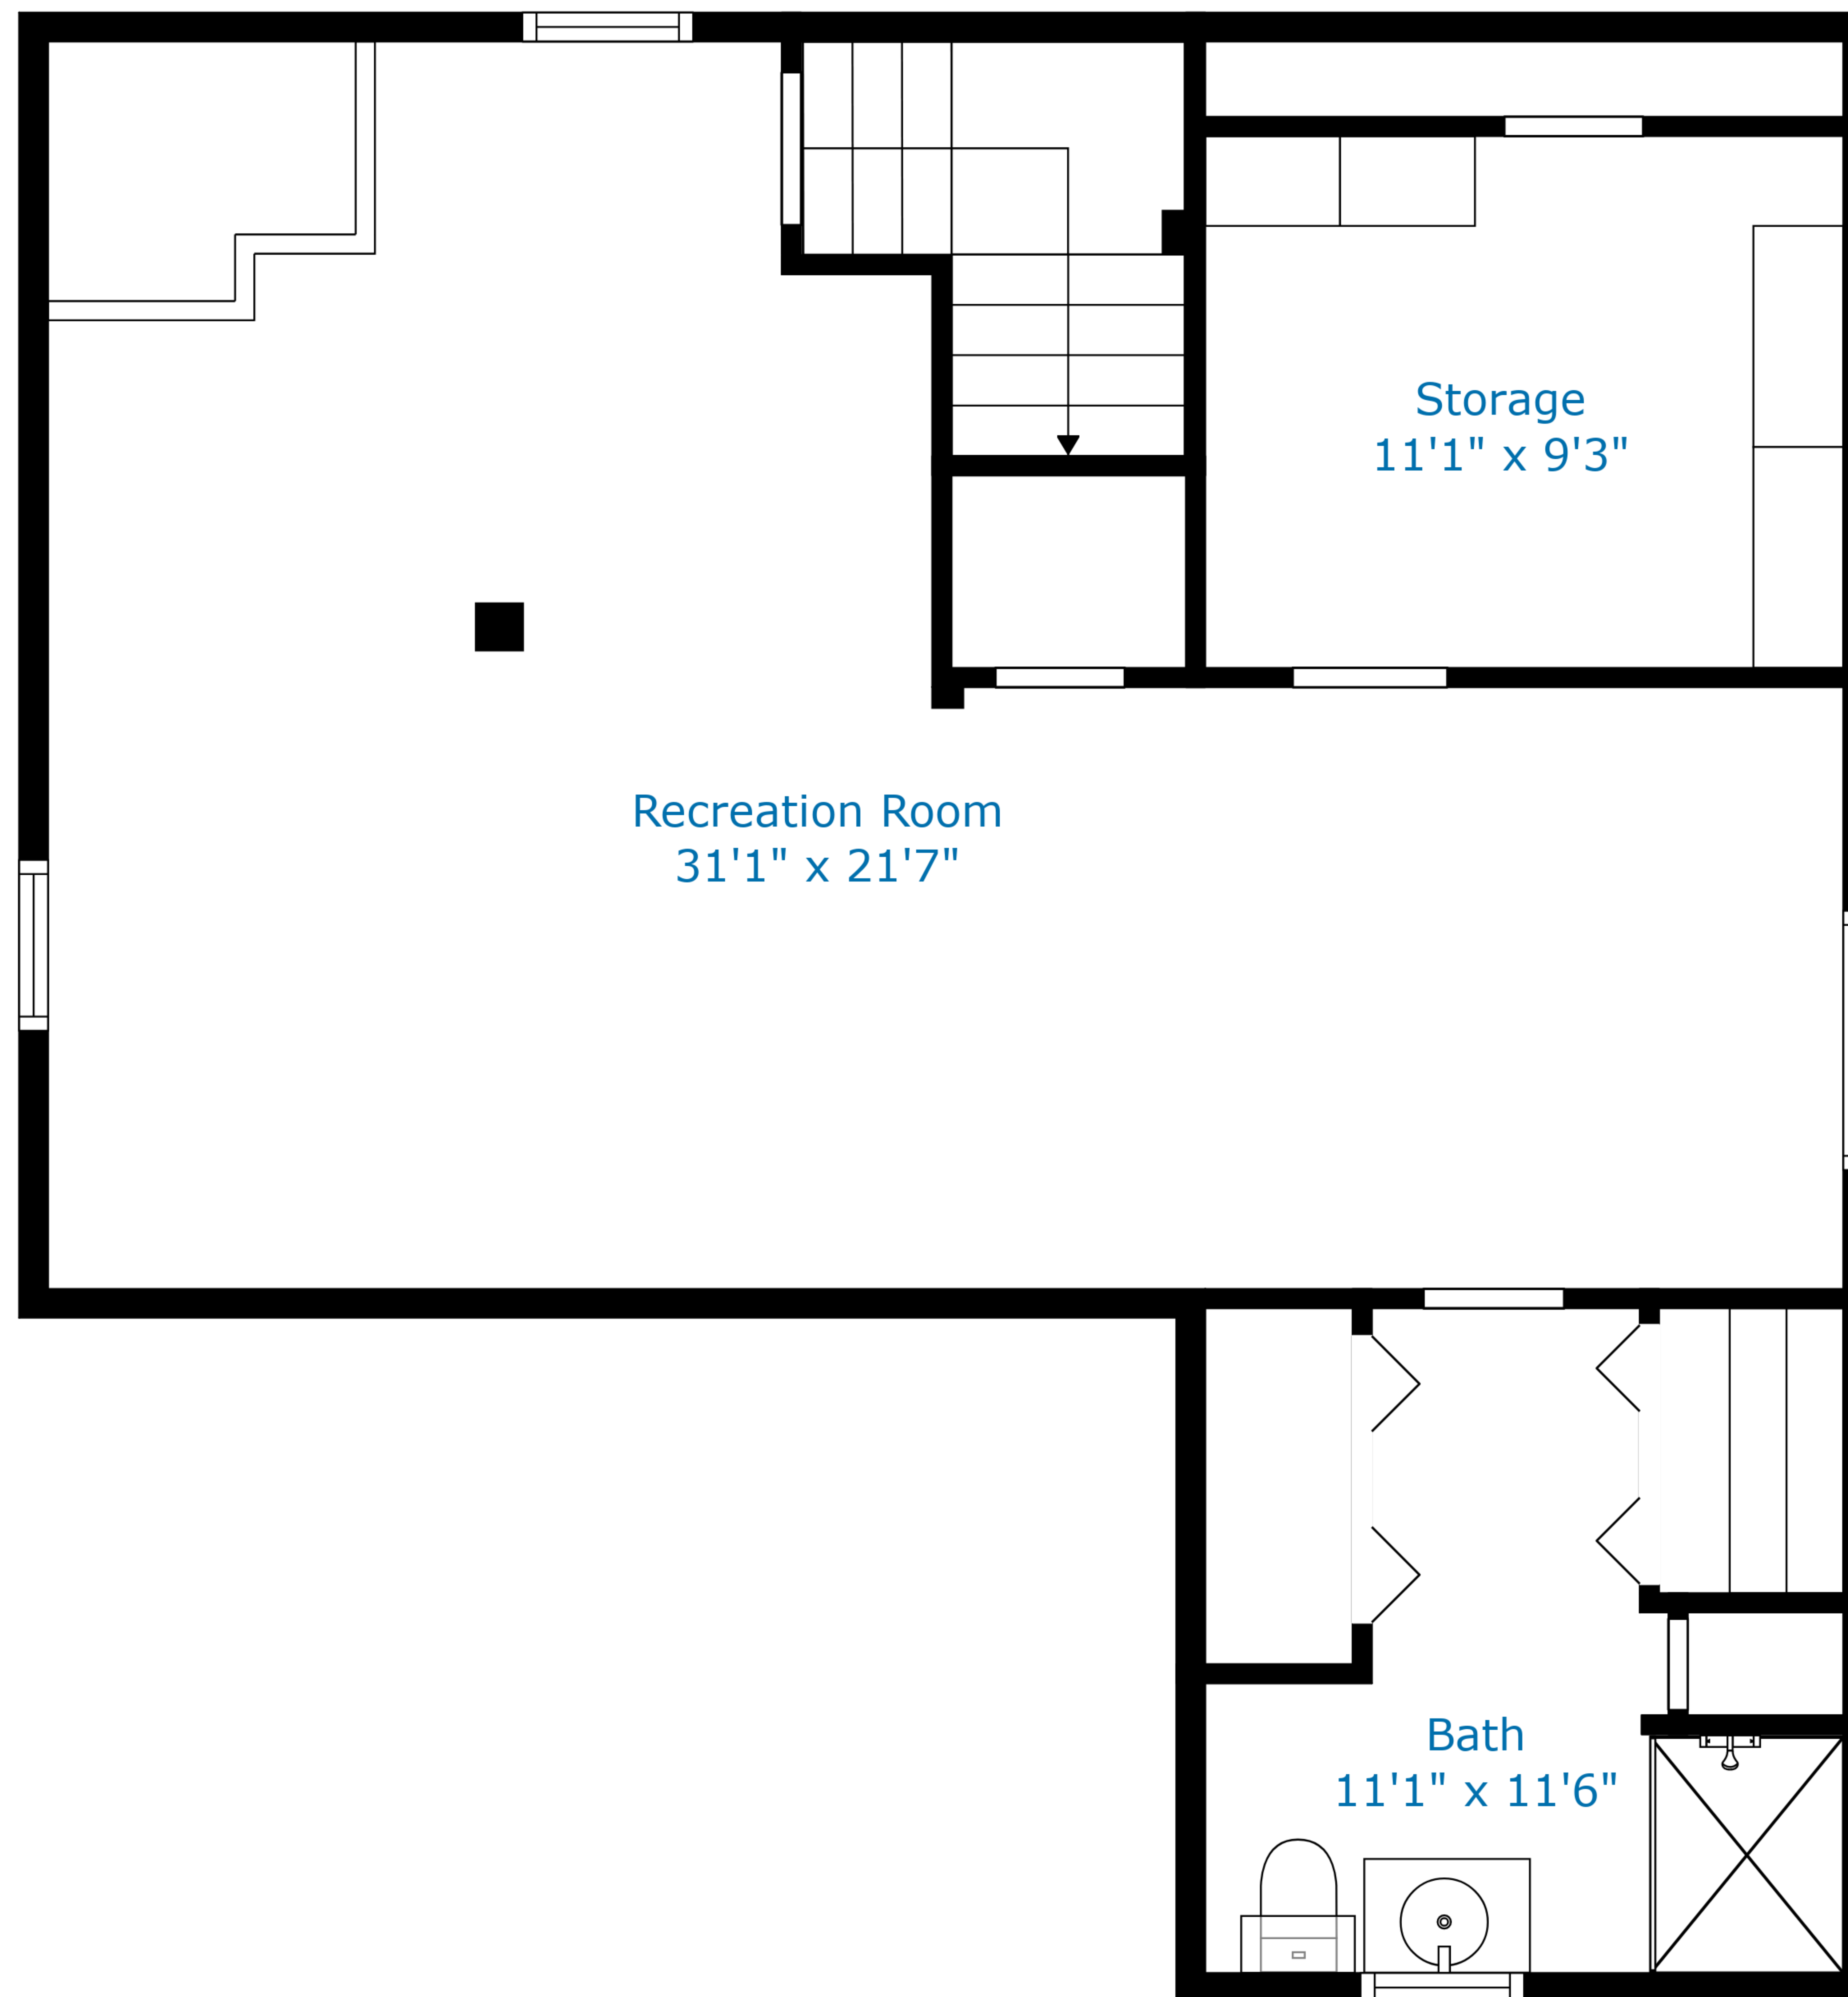 Storage
11'1" x 9'3"
Recreation Room
31'1" x 21'7"
Bath
11'1" x 11'6"